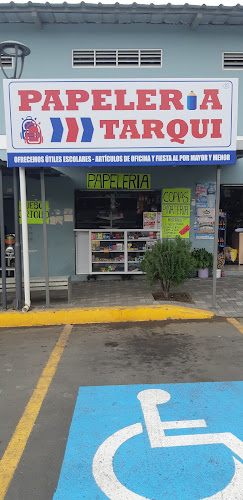 PAPELERIA
TARQUI
OFRECEMOS ÚTILES ESCOLARES - ARTÍCULOS DE OFICINA Y FIESTA AL POR MAYOR Y MENOR
PAPELERIA
COPIAS